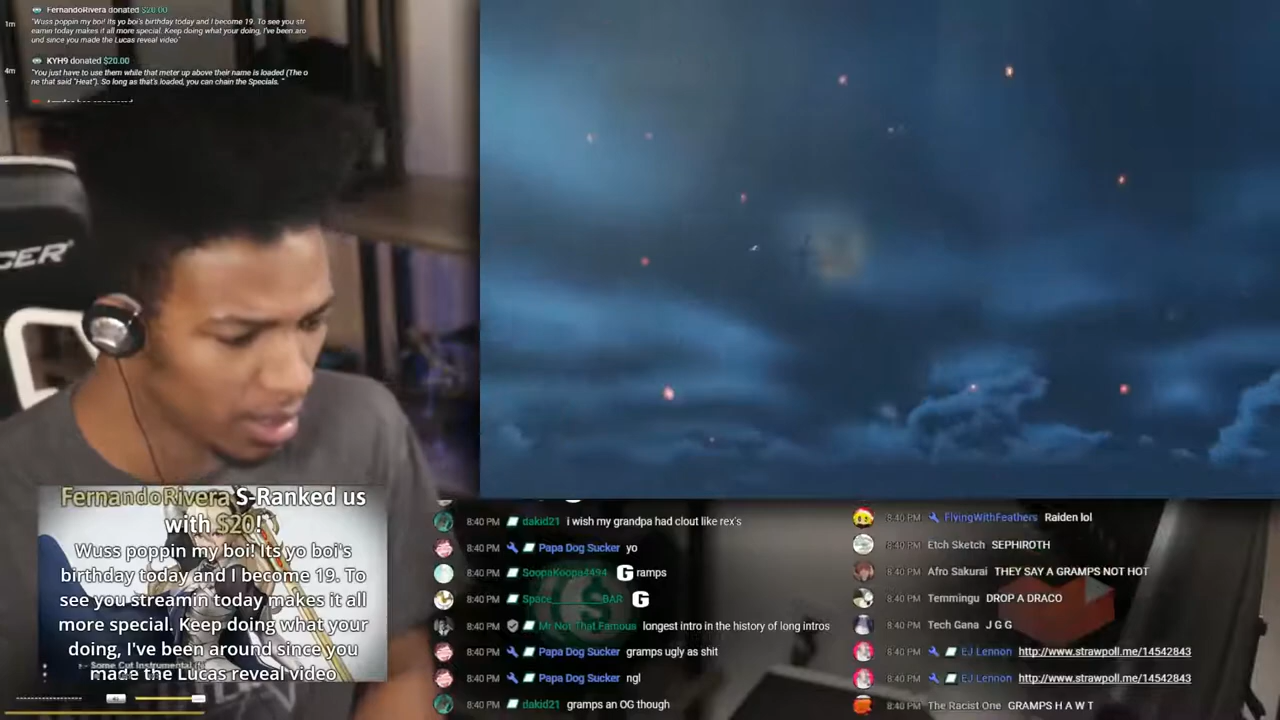 FernandoRivera donated $20.00
1m
"Wuss poppin my boi! Its yo boi's birthday today and I become 19. To see you str
eamin today makes it all more special. Keep doing what your doing, I've been arou
nd since you made the Lucas reveal video"
KYH9 donated $20.00
4m
"You just have to use them while that meter up above their name is loaded (The o
ne that said "Heat"). So long as that's loaded, you can chain the Specials. "
CER
FernandoRivera S-Ranked us
with $20!
Wuss poppin my boi! Its yo boi's
birthday today and I become 19. To
see you streamin today makes it all
more special. Keep doing what your
doing, I've been around since you
made the Lucas reveal video
8:40 PM dakid21 i wish my grpa had clout like rex's
8:40 PM Papa Dog Sucker yo
8:40 PM SoopaKoopa4494 G ramps
8:40 PM Space_____BAR G
8:40 PM Mr Not That Famous longest intro in the history of long intros
8:40 PM Papa Dog Sucker gramps ugly as shit
8:40 PM Papa Dog Sucker ngl
8:40 PM dakid21 gramps an OG though
8:40 PM FlyingWithFeathers Raiden lol
8:40 PM Etch Sketch SEPHIROTH
8:40 PM Afro Sakurai THEY SAY A GRAMPS NOT HOT
8:40 PM Temmingu DROP A DRACO
8:40 PM Tech Gana J G G
8:40 PM EJ Lennon http://www.strawpoll.me/14542843
8:40 PM EJ Lennon http://www.strawpoll.me/14542843
8:40 PM The Racist One GRAMPS H A W T